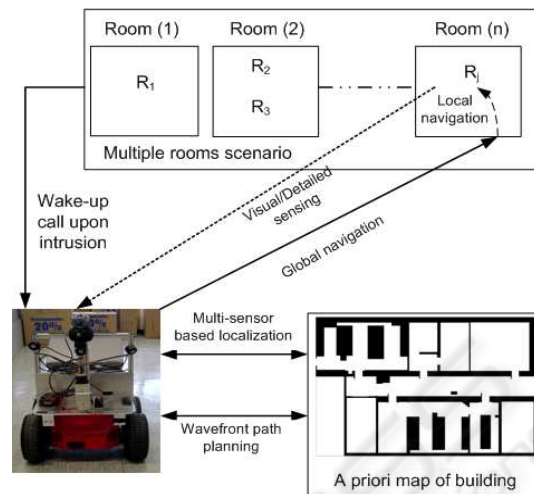 Room (1)
Room (2)
Room (n)
R1
R2
R3
Rj
Local
navigation
Multiple rooms scenario
Wake-up
call upon
intrusion
Visual/Detailed
sensing
Global navigation
20%
Multi-sensor
based localization
Wavefront path
planning
A priori map of building